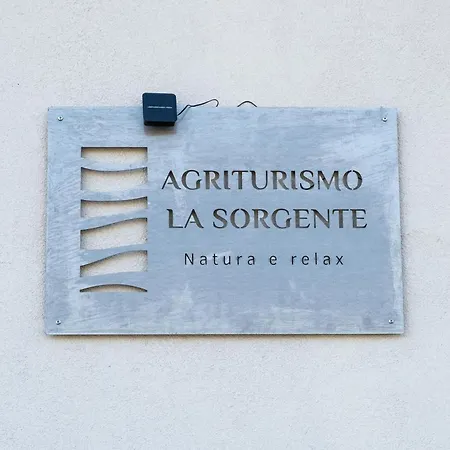 AGRITURISMO
LA SORGENTE
Natura e relax